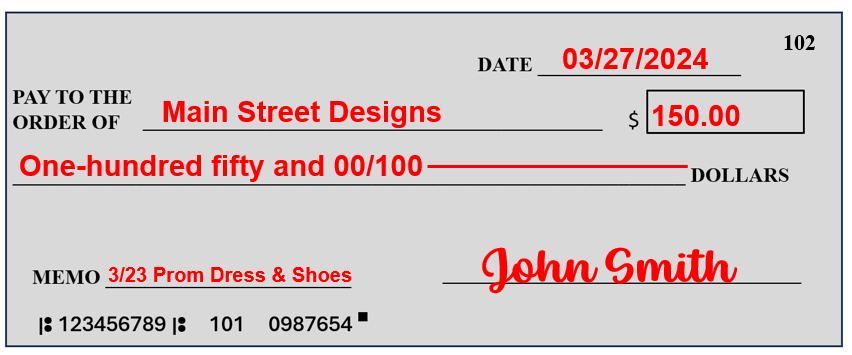 102
DATE 03/27/2024
PAY TO THE
ORDER OF Main Street Designs $ 150.00
One-hundred fifty and 00/100 DOLLARS
MEMO 3/23 Prom Dress & Shoes John Smith
⑆123456789⑆ 101 0987654